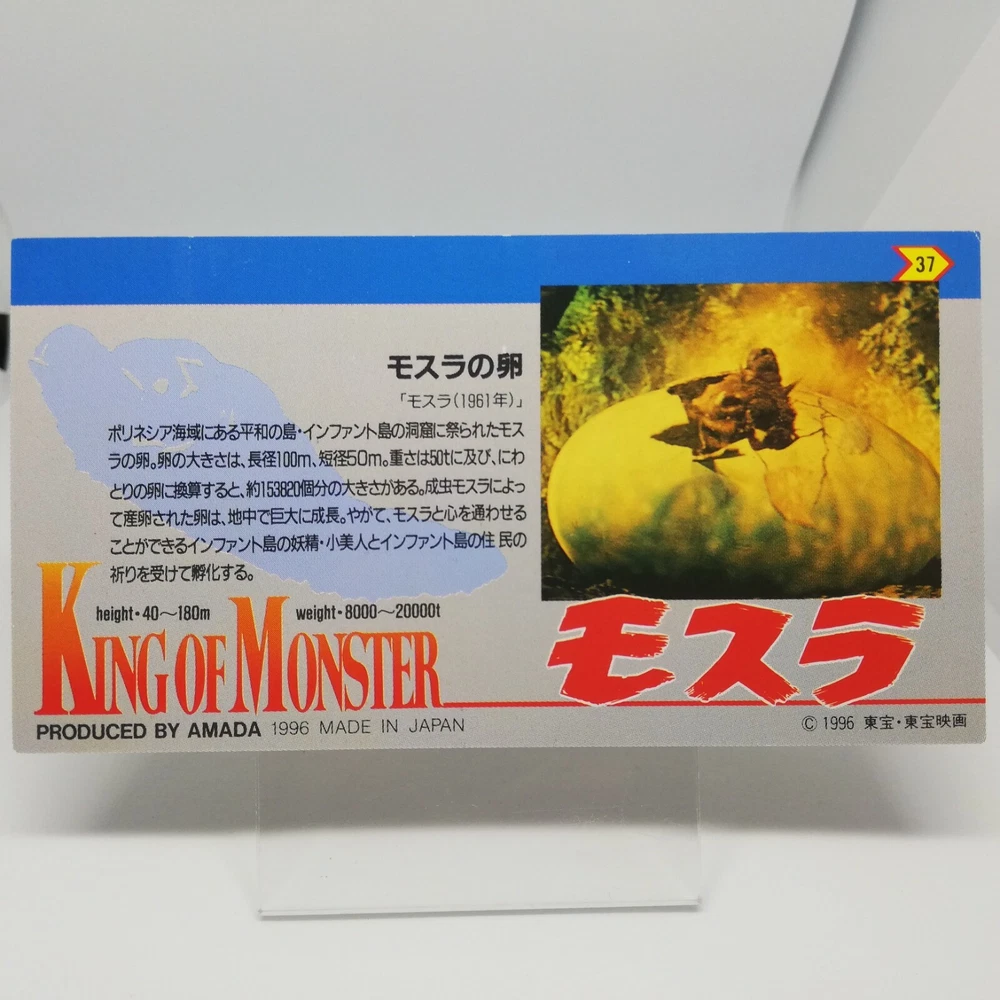 37
モスラの卵
「モスラ(1961年)」
ポリネシア海域にある平和の島・インファント島の洞窟に祭られたモス
ラの卵。卵の大きさは、長径100m、短径50m。重さは50tに及び、にわ
とりの卵に換算すると、約153820個分の大きさがある。成虫モスラによっ
て産卵された卵は、地中で巨大に成長。やがて、モスラと心を通わせる
ことができるインファント島の妖精・小美人とインファント島の住 民の
祈りを受けて孵化する。
height・40〜180m weight・8000〜20000t
KING OF MONSTER
モスラ
PRODUCED BY AMADA 1996 MADE IN JAPAN
© 1996 東宝・東宝映画